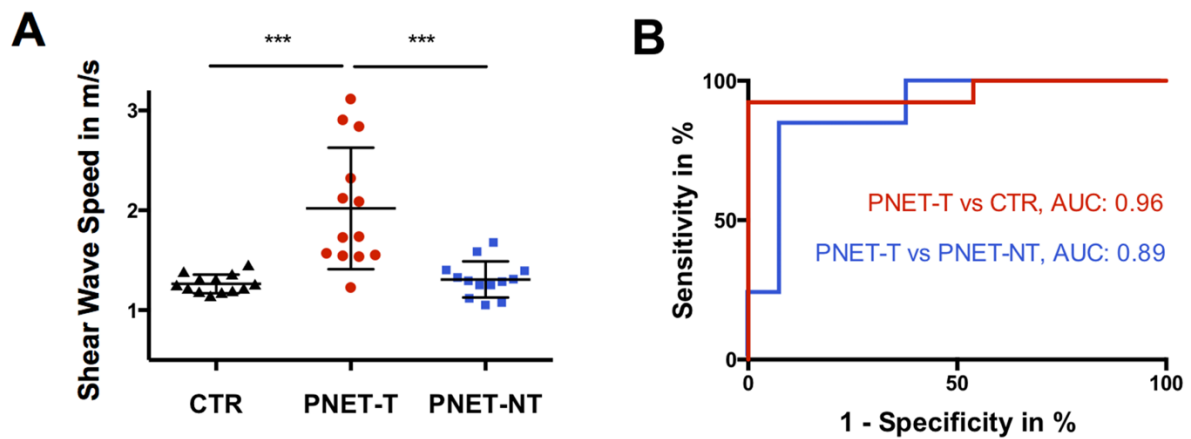 A
*** ***
Shear Wave Speed in m/s
3
2
1
CTR PNET-T PNET-NT
B
Sensitivity in %
100
50
0
PNET-T vs CTR, AUC: 0.96
PNET-T vs PNET-NT, AUC: 0.89
0 50 100
1 - Specificity in %